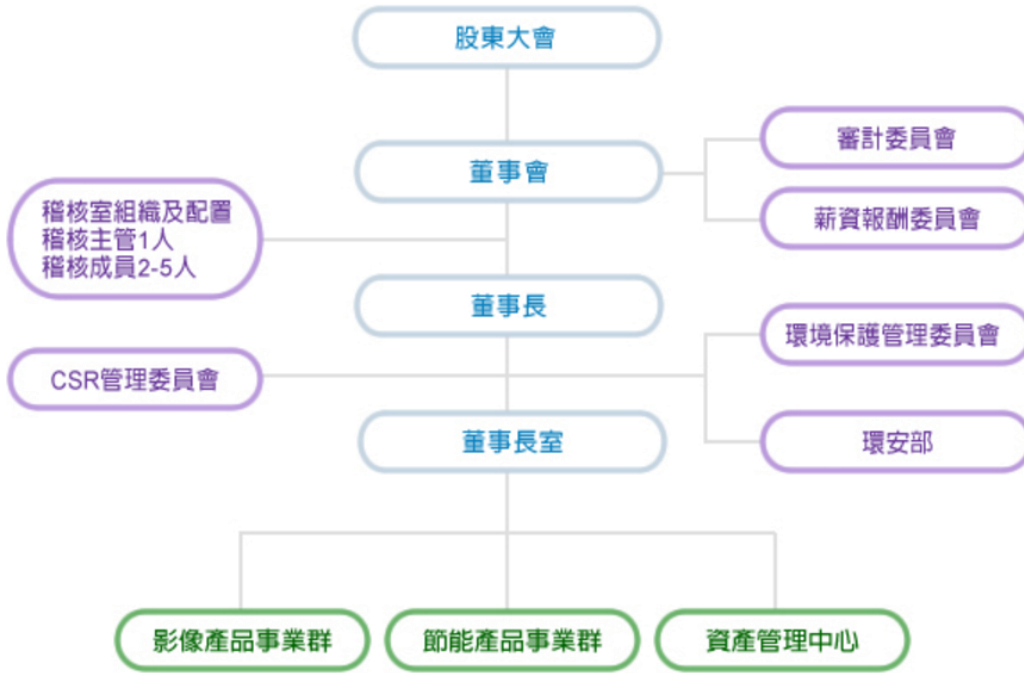 股東大會
董事會
審計委員會
薪資報酬委員會
稽核室組織及配置
稽核主管1人
稽核成員2-5人
董事長
環境保護管理委員會
CSR管理委員會
董事長室
環安部
影像產品事業群
節能產品事業群
資產管理中心